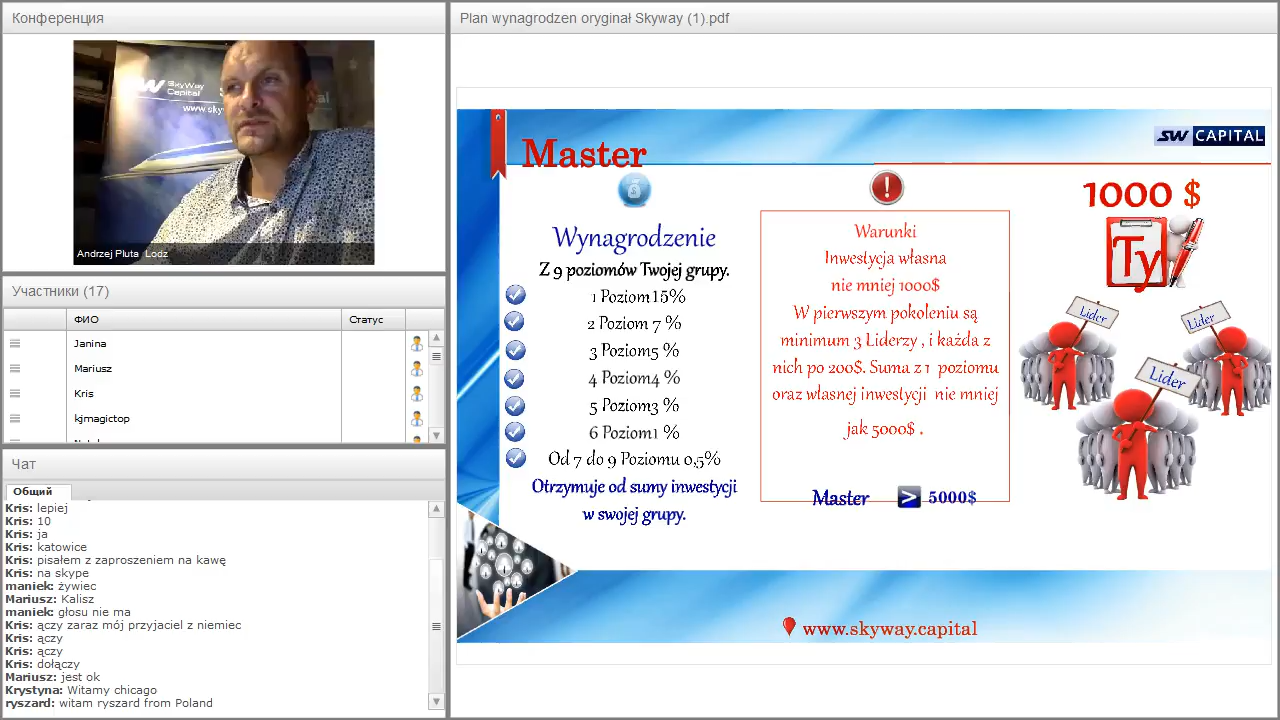 Конференция
SkyWay
Capital
Andrzej Pluta Lodz
Участники (17)
ФИО
Статус
Janina
Mariusz
Kris
kjmagictop
Чат
Общий
Kris: lepiej
Kris: 10
Kris: ja
Kris: katowice
Kris: pisałem z zaproszeniem na kawę
Kris: na skype
maniek: żywiec
Mariusz: Kalisz
maniek: głosu nie ma
Kris: ączy zaraz mój przyjaciel z niemiec
Kris: ączy
Kris: ączy
Kris: dołączy
Mariusz: jest ok
Krystyna: Witamy chicago
ryszard: witam ryszard from Poland
Plan wynagrodzen oryginał Skyway (1).pdf
Master
SW CAPITAL
Wynagrodzenie
Z 9 poziomów Twojej grupy.
1 Poziom15%
2 Poziom 7 %
3 Poziom5 %
4 Poziom4 %
5 Poziom3 %
6 Poziom1 %
Od 7 do 9 Poziomu 0,5%
Otrzymuje od sumy inwestycji
w swojej grupy.
!
Warunki
Inwestycja własna
nie mniej 1000$
W pierwszym pokoleniu są
minimum 3 Liderzy , i każda z
nich po 200$. Suma z 1 poziomu
oraz własnej inwestycji nie mniej
jak 5000$ .
Master > 5000$
1000 $
Ty
Lider
Lider
Lider
www.skyway.capital